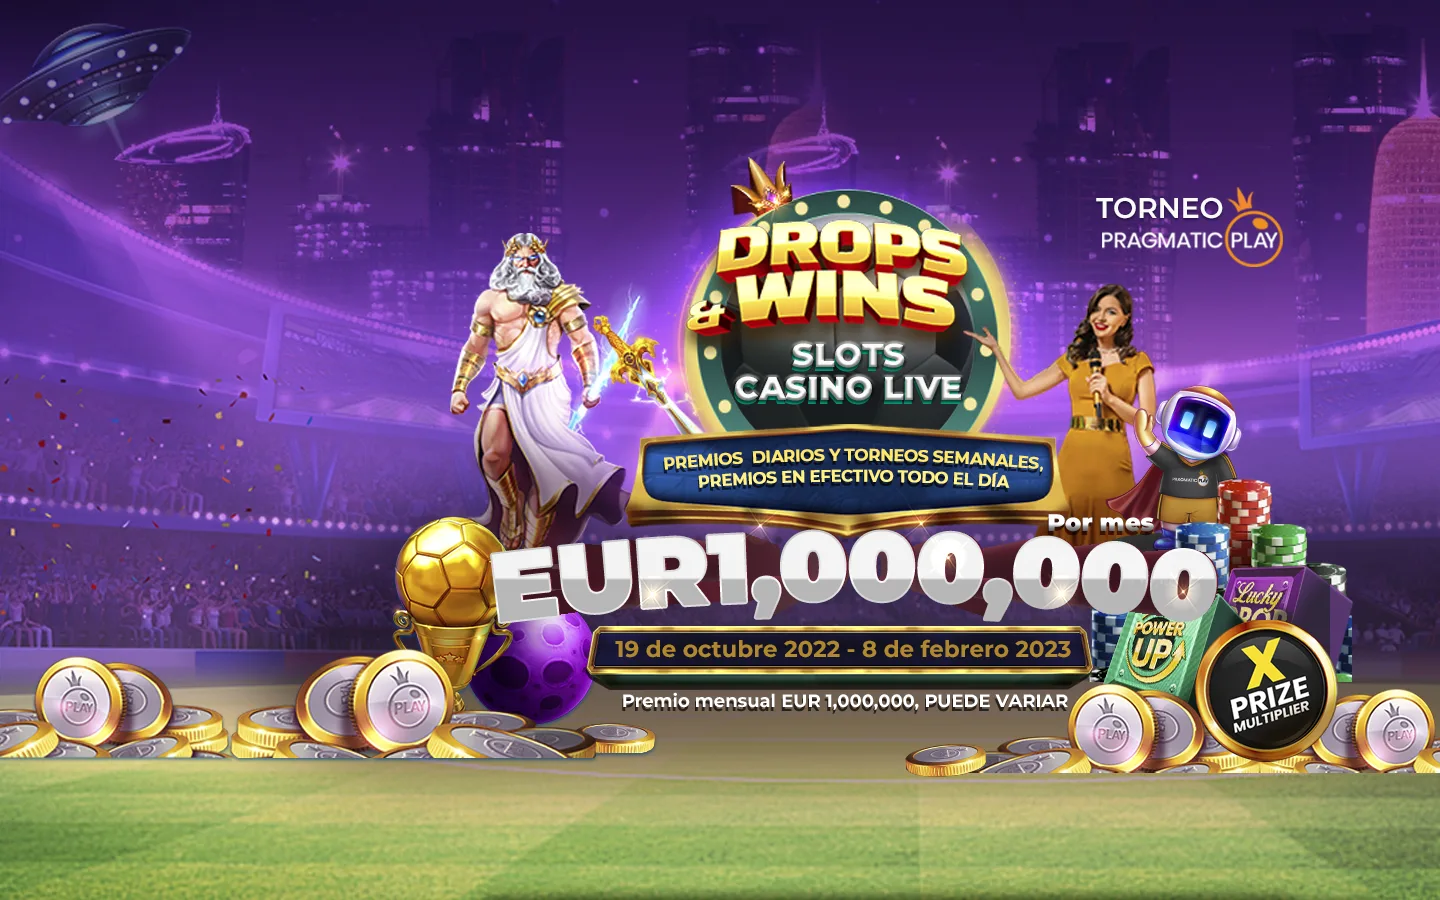 TORNEO
PRAGMATIC PLAY
DROPS
& WINS
SLOTS
CASINO LIVE
PREMIOS DIARIOS Y TORNEOS SEMANALES,
PREMIOS EN EFECTIVO TODO EL DÍA
PRAGMATIC PLAY
Por mes
EUR1,000,000
19 de octubre 2022 - 8 de febrero 2023
Premio mensual EUR 1,000,000, PUEDE VARIAR
Lucky
POWER
UP
X
PRIZE
MULTIPLIER
PLAY
PLAY
PLAY
PLAY